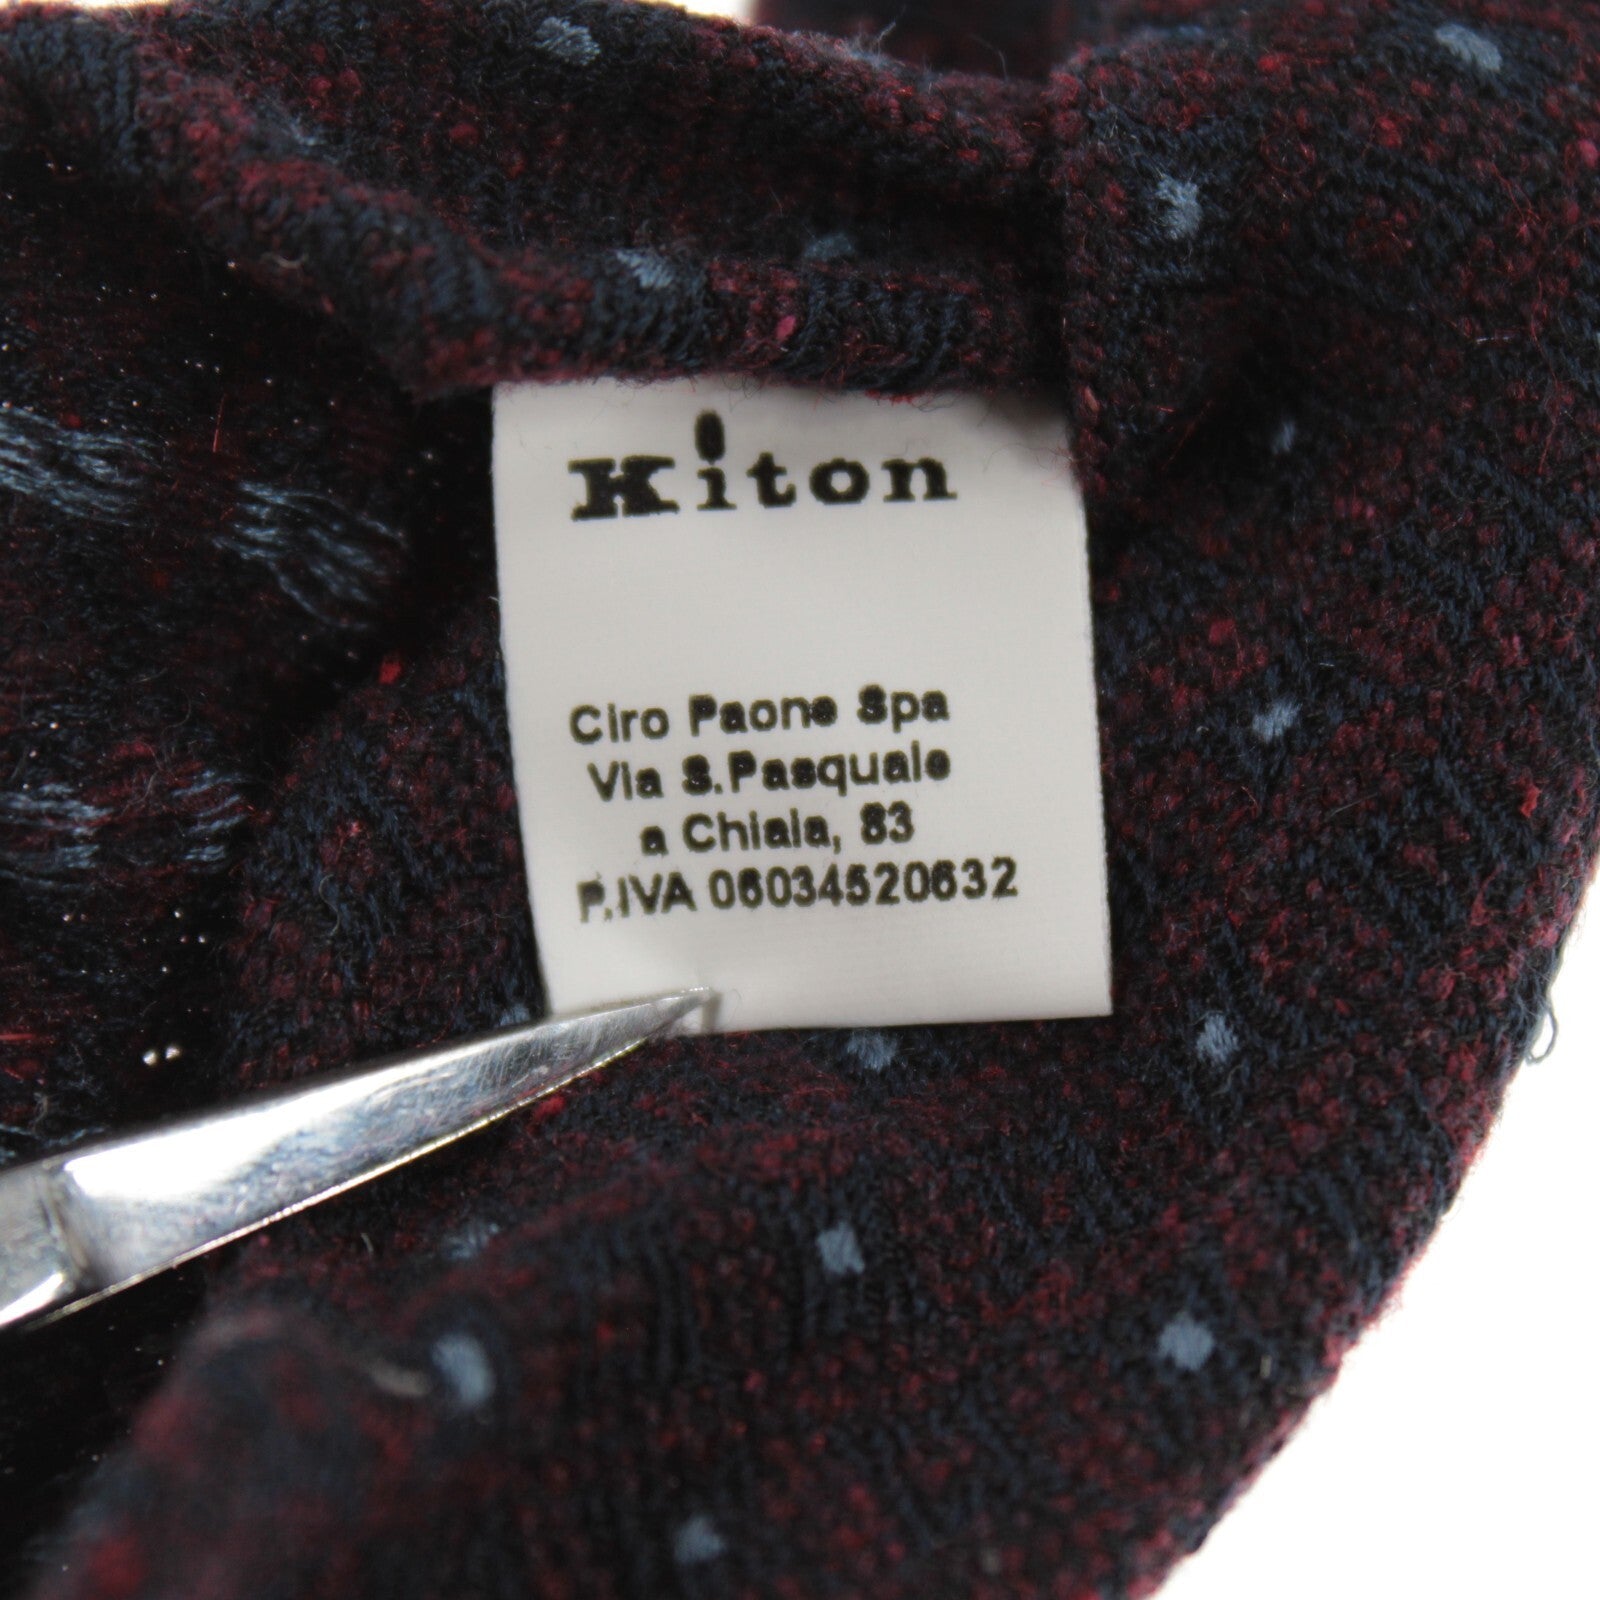 Kiton
Ciro Paone Spa
Via S.Pasquale
a Chiaia, 83
P.IVA 06034520632